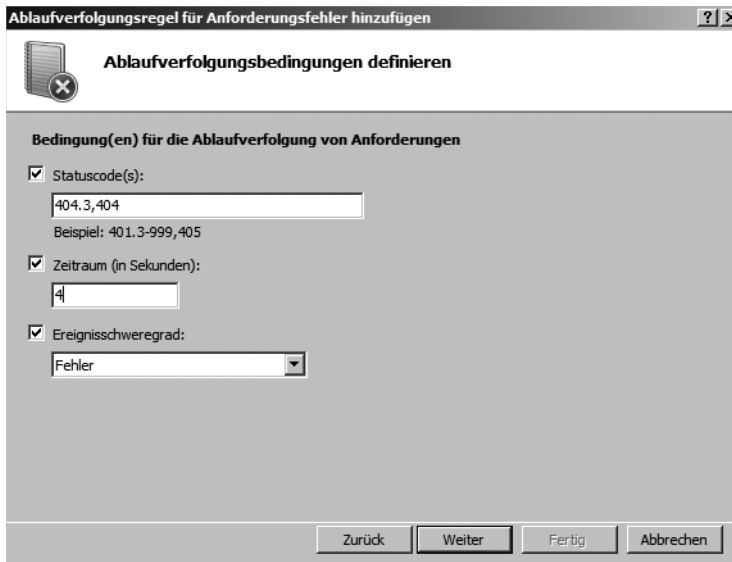 Ablaufverfolgungsregel für Anforderungsfehler hinzufügen
Ablaufverfolgungsbedingungen definieren
Bedingung(en) für die Ablaufverfolgung von Anforderungen
Statuscode(s):
404.3,404
Beispiel: 401.3-999,405
Zeitraum (in Sekunden):
4
Ereignisschweregrad:
Fehler
Zurück Weiter Fertig Abbrechen